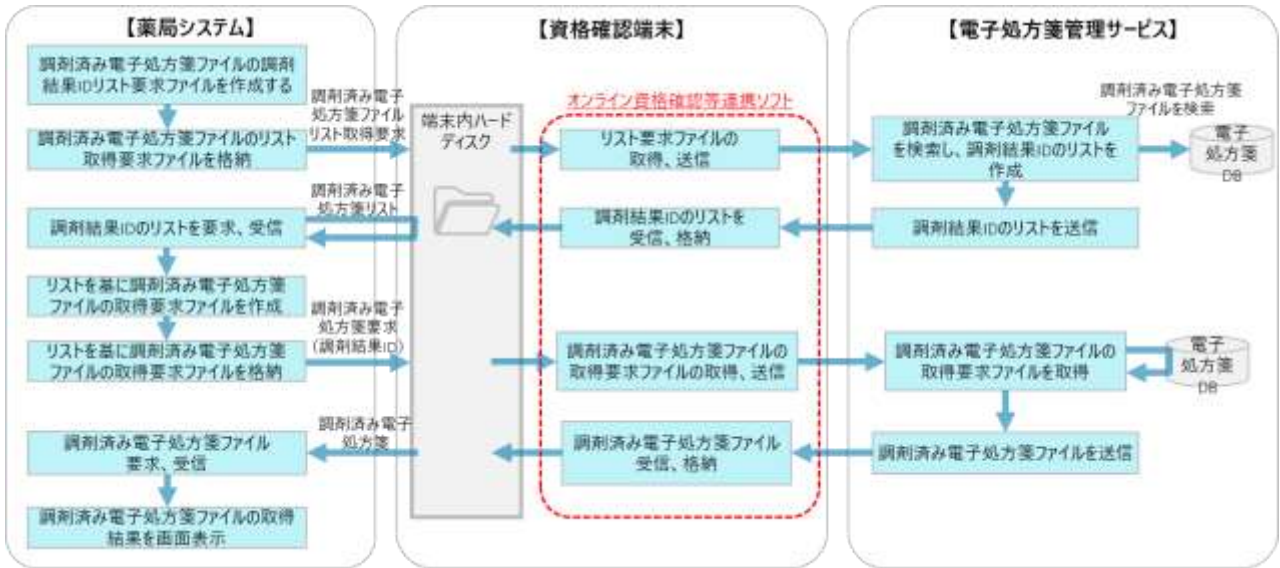 【薬局システム】
調剤済み電子処方箋ファイルの調剤
結果IDリスト要求ファイルを作成する
調剤済み電子処方箋ファイルのリスト
取得要求ファイルを格納
調剤結果IDのリストを要求、受信
リストを基に調剤済み電子処方箋
ファイルの取得要求ファイルを作成
リストを基に調剤済み電子処方箋
ファイルの取得要求ファイルを格納
調剤済み電子処方箋ファイル
要求、受信
調剤済み電子処方箋ファイルの取得
結果を画面表示
調剤済み電子
処方箋ファイル
リスト取得要求
調剤済み電子
処方箋リスト
調剤済み電子
処方箋要求
(調剤結果ID)
調剤済み電子
処方箋
【資格確認端末】
端末内ハード
ディスク
オンライン資格確認等連携ソフト
リスト要求ファイルの
取得、送信
調剤結果IDのリストを
受信、格納
調剤済み電子処方箋ファイルの
取得要求ファイルの取得、送信
調剤済み電子処方箋ファイル
受信、格納
【電子処方箋管理サービス】
調剤済み電子処方箋
ファイルを検索
調剤済み電子処方箋ファイル
を検索し、調剤結果IDのリストを
作成
電子
処方箋
DB
調剤結果IDのリストを送信
調剤済み電子処方箋ファイルの
取得要求ファイルを取得
電子
処方箋
DB
調剤済み電子処方箋ファイルを送信